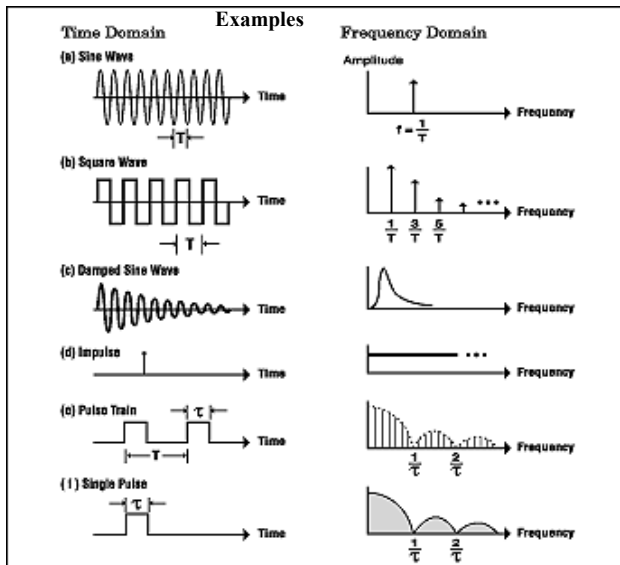 Examples
Time Domain
Frequency Domain
(a) Sine Wave
Time
T
Amplitude
Frequency
f = 1/T
(b) Square Wave
Time
T
Frequency
1/T 3/T 5/T
(c) Damped Sine Wave
Time
Frequency
(d) Impulse
Time
Frequency
(e) Pulse Train
τ
Time
T
Frequency
1/τ 2/τ
(f) Single Pulse
τ
Time
Frequency
1/τ 2/τ